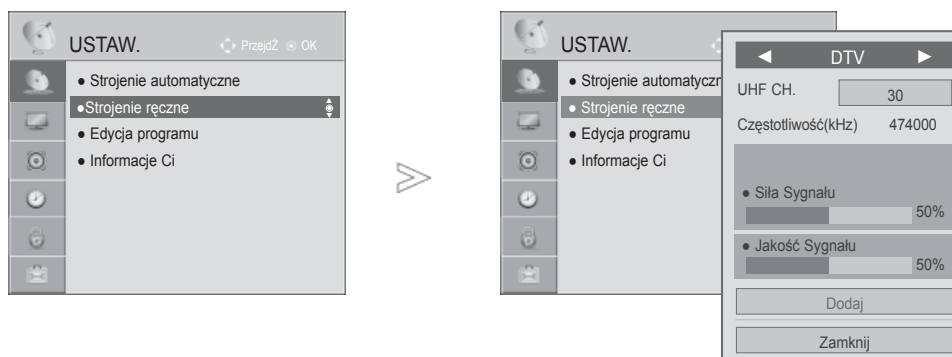 USTAW.
PrzejdŹ OK
● Strojenie automatyczne
●Strojenie ręczne
● Edycja programu
● Informacje Ci
USTAW.
● Strojenie automatyczr
● Strojenie ręczne
● Edycja programu
● Informacje Ci
◄ DTV ►
UHF CH. 30
Częstotliwość(kHz) 474000
● Siła Sygnału
50%
● Jakość Sygnału
50%
Dodaj
Zamknij